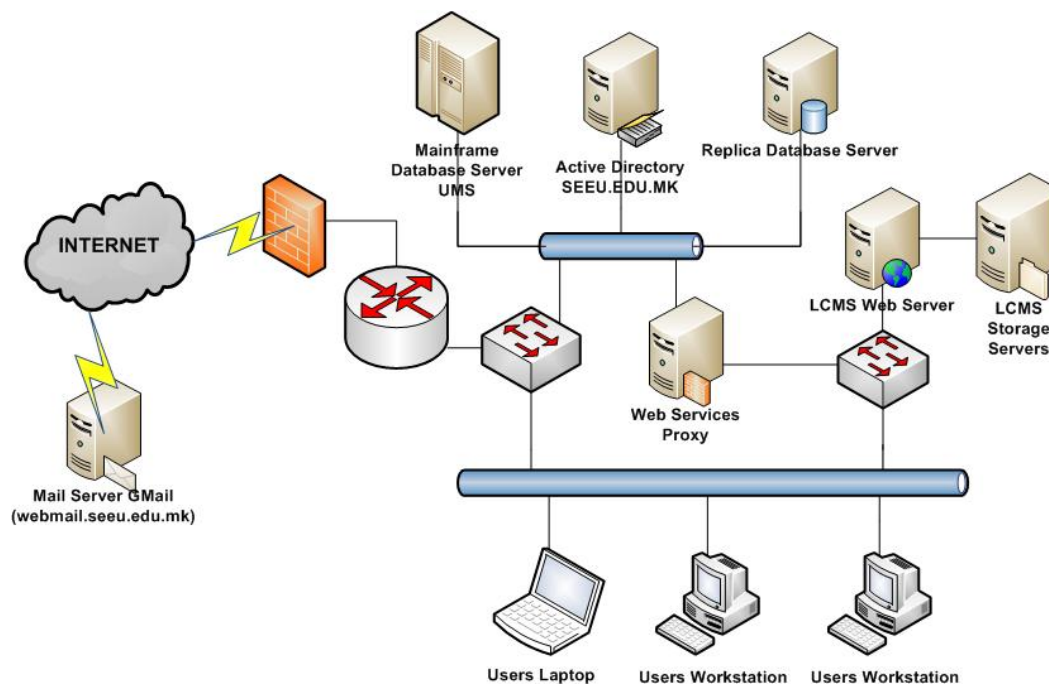 Mainframe
Database Server
UMS
Active Directory
SEEU.EDU.MK
Replica Database Server
INTERNET
LCMS Web Server
LCMS
Storage
Servers
Web Services
Proxy
Mail Server GMail
(webmail.seeu.edu.mk)
Users Laptop
Users Workstation
Users Workstation